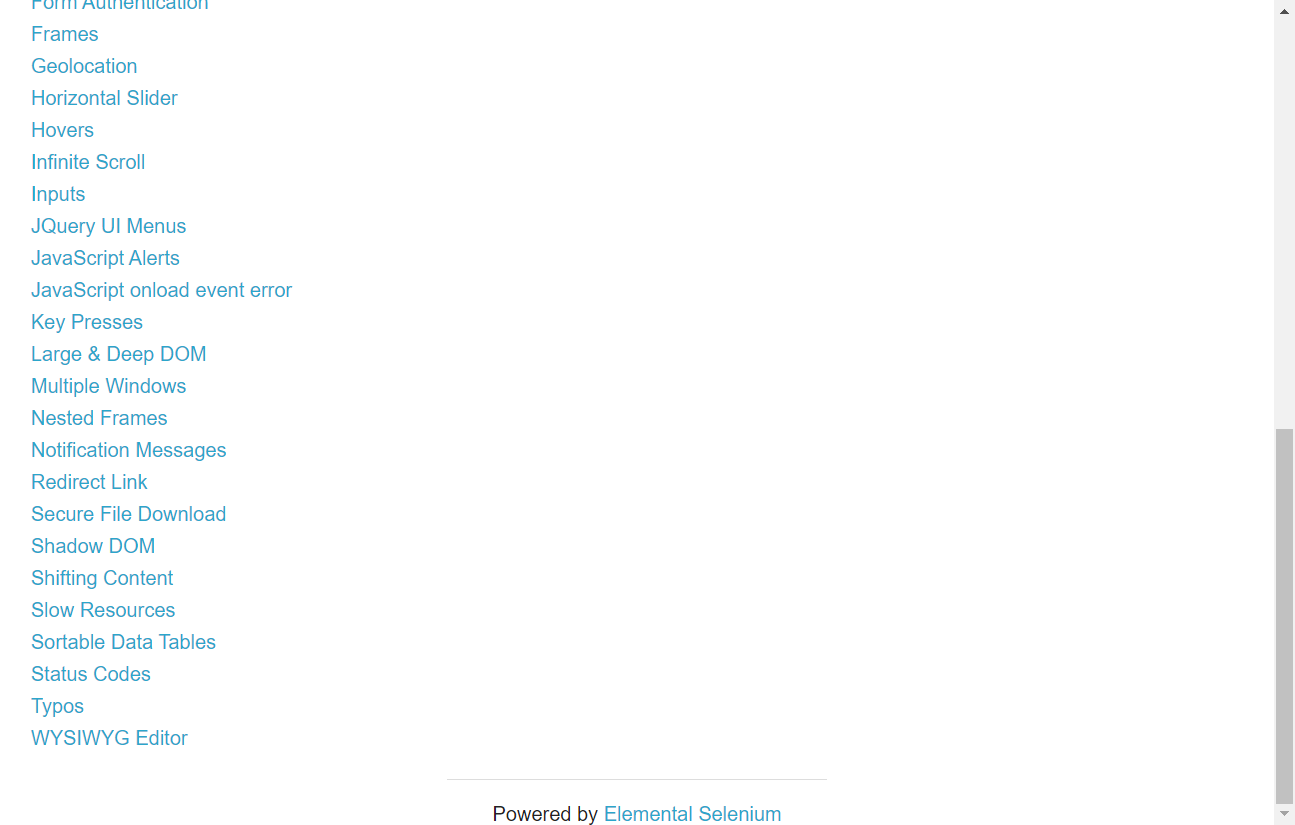 Form Authentication
Frames
Geolocation
Horizontal Slider
Hovers
Infinite Scroll
Inputs
JQuery UI Menus
JavaScript Alerts
JavaScript onload event error
Key Presses
Large & Deep DOM
Multiple Windows
Nested Frames
Notification Messages
Redirect Link
Secure File Download
Shadow DOM
Shifting Content
Slow Resources
Sortable Data Tables
Status Codes
Typos
WYSIWYG Editor
Powered by Elemental Selenium